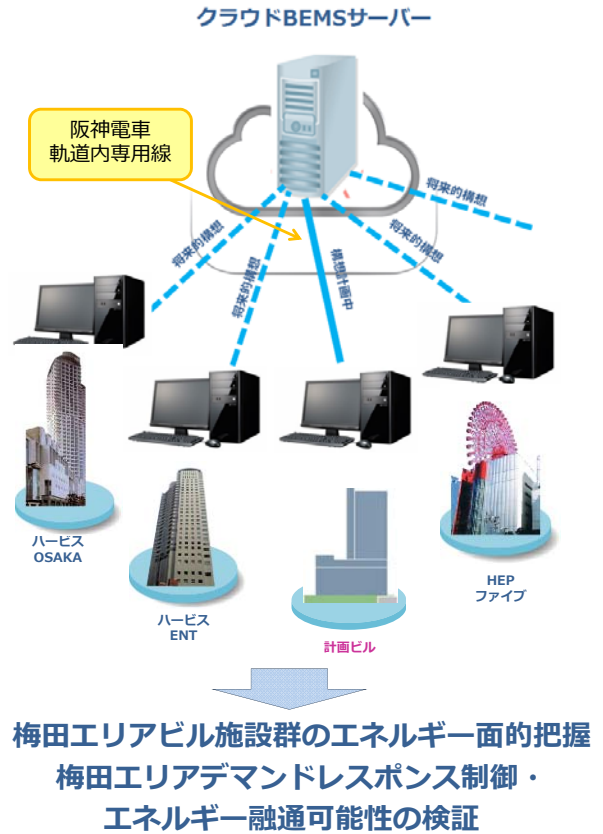 クラウドBEMSサーバー
阪神電車
軌道内専用線
将来的構想
将来的構想
構想計画中
将来的構想
将来的構想
ハービス
OSAKA
ハービス
ENT
計画ビル
HEP
ファイブ
梅田エリアビル施設群のエネルギー面的把握
梅田エリアデマンドレスポンス制御・
エネルギー融通可能性の検証